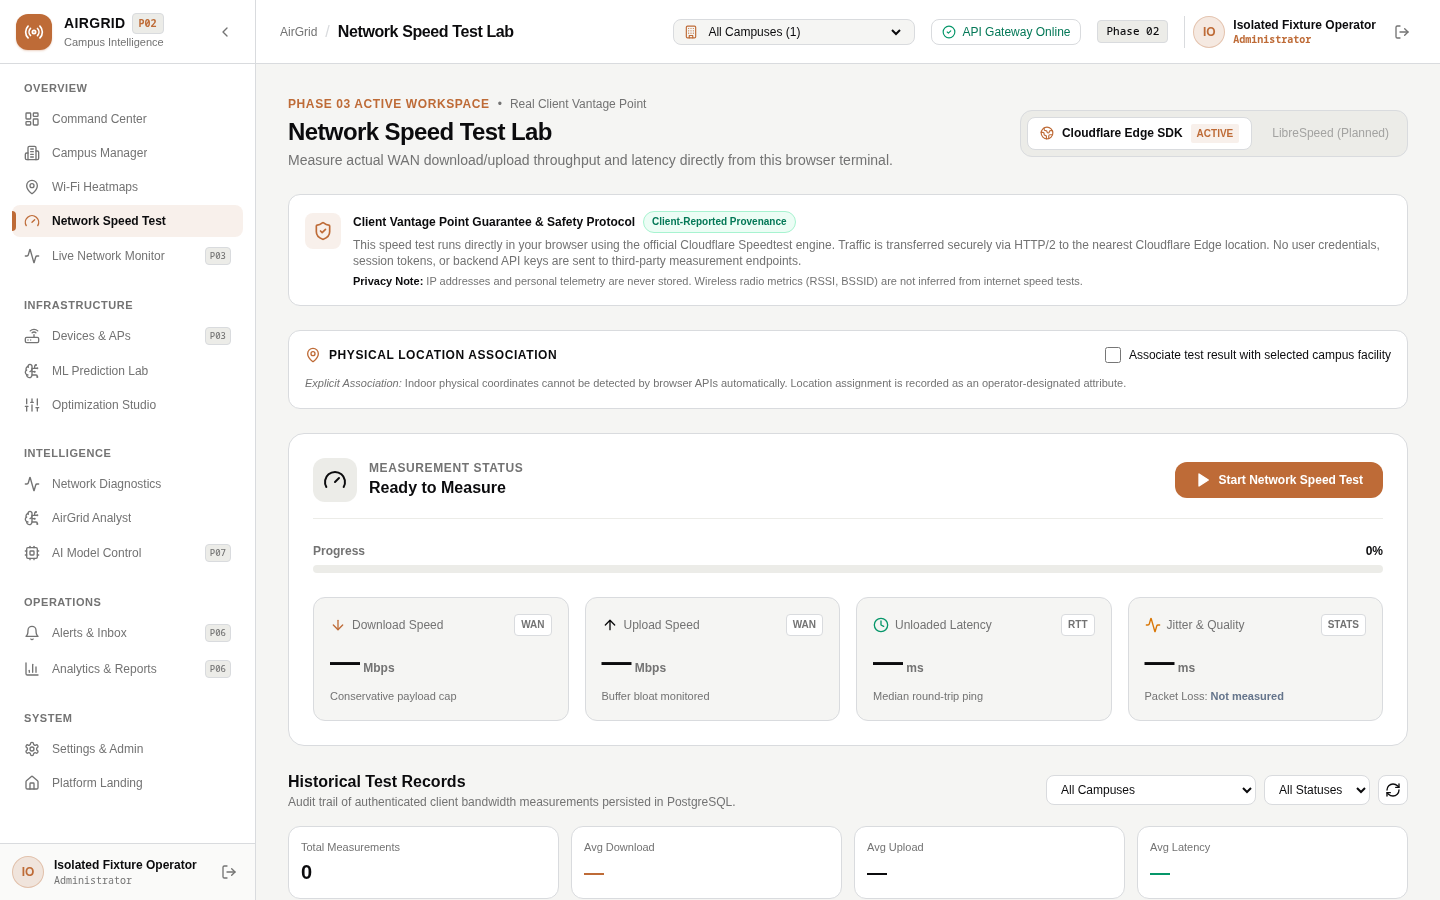 AIRGRID P02
Campus Intelligence
AirGrid / Network Speed Test Lab
All Campuses (1)
API Gateway Online
Phase 02
IO
Isolated Fixture Operator
Administrator
OVERVIEW
Command Center
Campus Manager
Wi-Fi Heatmaps
Network Speed Test
Live Network Monitor P03
INFRASTRUCTURE
Devices & APs P03
ML Prediction Lab
Optimization Studio
INTELLIGENCE
Network Diagnostics
AirGrid Analyst
AI Model Control P07
OPERATIONS
Alerts & Inbox P06
Analytics & Reports P06
SYSTEM
Settings & Admin
Platform Landing
IO
Isolated Fixture Operator
Administrator
PHASE 03 ACTIVE WORKSPACE • Real Client Vantage Point
Network Speed Test Lab
Measure actual WAN download/upload throughput and latency directly from this browser terminal.
Cloudflare Edge SDK ACTIVE
LibreSpeed (Planned)
Client Vantage Point Guarantee & Safety Protocol Client-Reported Provenance
This speed test runs directly in your browser using the official Cloudflare Speedtest engine. Traffic is transferred securely via HTTP/2 to the nearest Cloudflare Edge location. No user credentials,
session tokens, or backend API keys are sent to third-party measurement endpoints.
Privacy Note: IP addresses and personal telemetry are never stored. Wireless radio metrics (RSSI, BSSID) are not inferred from internet speed tests.
PHYSICAL LOCATION ASSOCIATION
Associate test result with selected campus facility
Explicit Association: Indoor physical coordinates cannot be detected by browser APIs automatically. Location assignment is recorded as an operator-designated attribute.
MEASUREMENT STATUS
Ready to Measure
Start Network Speed Test
Progress 0%
Download Speed WAN
— Mbps
Conservative payload cap
Upload Speed WAN
— Mbps
Buffer bloat monitored
Unloaded Latency RTT
— ms
Median round-trip ping
Jitter & Quality STATS
— ms
Packet Loss: Not measured
Historical Test Records
Audit trail of authenticated client bandwidth measurements persisted in PostgreSQL.
All Campuses
All Statuses
Total Measurements
0
Avg Download
—
Avg Upload
—
Avg Latency
—